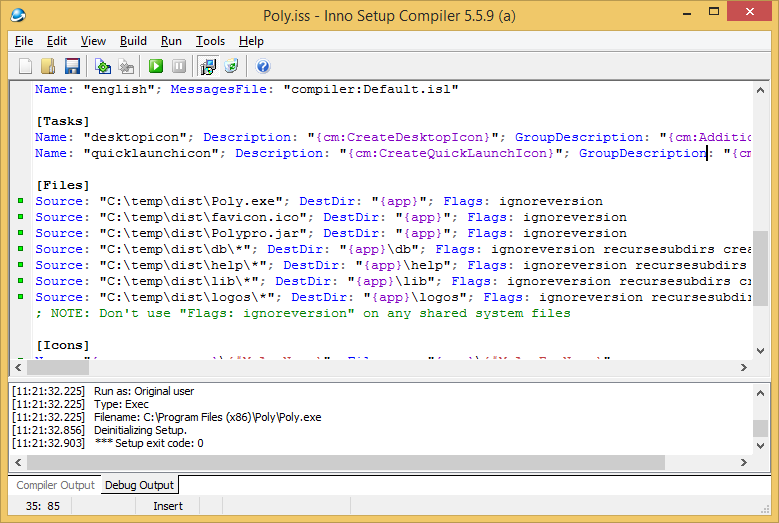 Poly.iss - Inno Setup Compiler 5.5.9 (a)
File Edit View Build Run Tools Help
Name: "english"; MessagesFile: "compiler:Default.isl"
[Tasks]
Name: "desktopicon"; Description: "{cm:CreateDesktopIcon}"; GroupDescription: "{cm:Additic
Name: "quicklaunchicon"; Description: "{cm:CreateQuickLaunchIcon}"; GroupDescription: "{cm
[Files]
Source: "C:\temp\dist\Poly.exe"; DestDir: "{app}"; Flags: ignoreversion
Source: "C:\temp\dist\favicon.ico"; DestDir: "{app}"; Flags: ignoreversion
Source: "C:\temp\dist\Polypro.jar"; DestDir: "{app}"; Flags: ignoreversion
Source: "C:\temp\dist\db\*"; DestDir: "{app}\db"; Flags: ignoreversion recursesubdirs crea
Source: "C:\temp\dist\help\*"; DestDir: "{app}\help"; Flags: ignoreversion recursesubdirs
Source: "C:\temp\dist\lib\*"; DestDir: "{app}\lib"; Flags: ignoreversion recursesubdirs cr
Source: "C:\temp\dist\logos\*"; DestDir: "{app}\logos"; Flags: ignoreversion recursesubdir
; NOTE: Don't use "Flags: ignoreversion" on any shared system files
[Icons]
[11:21:32.225] Run as: Original user
[11:21:32.225] Type: Exec
[11:21:32.225] Filename: C:\Program Files (x86)\Poly\Poly.exe
[11:21:32.856] Deinitializing Setup.
[11:21:32.903] *** Setup exit code: 0
Compiler Output Debug Output
35: 85 Insert